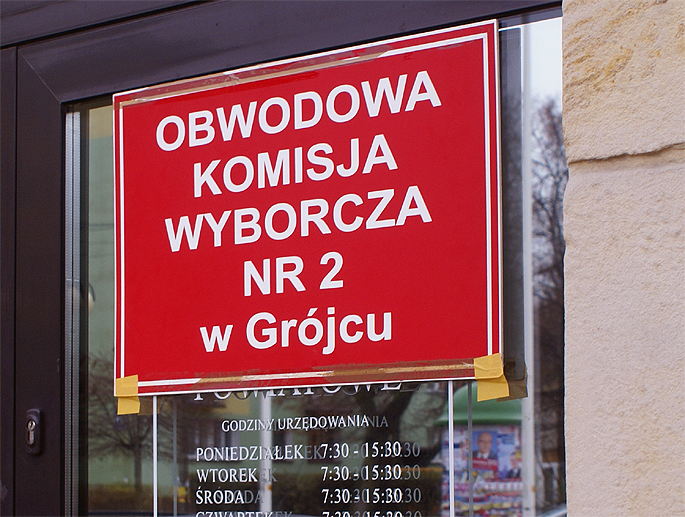 OBWODOWA
KOMISJA
WYBORCZA
NR 2
w Grójcu
GODZINY URZĘDOWANIA
PONIEDZIAŁEK 7:30 - 15:30
WTOREK 7:30 - 15:30
ŚRODA 7:30 - 15:30